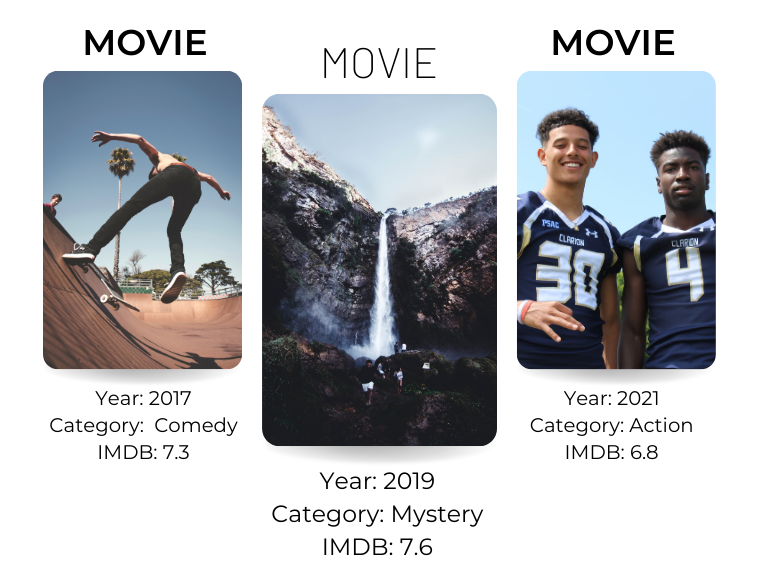 MOVIE
Year: 2017
Category: Comedy
IMDB: 7.3
MOVIE
Year: 2019
Category: Mystery
IMDB: 7.6
MOVIE
PSAC
CLARION
30
CLARION
4
Year: 2021
Category: Action
IMDB: 6.8